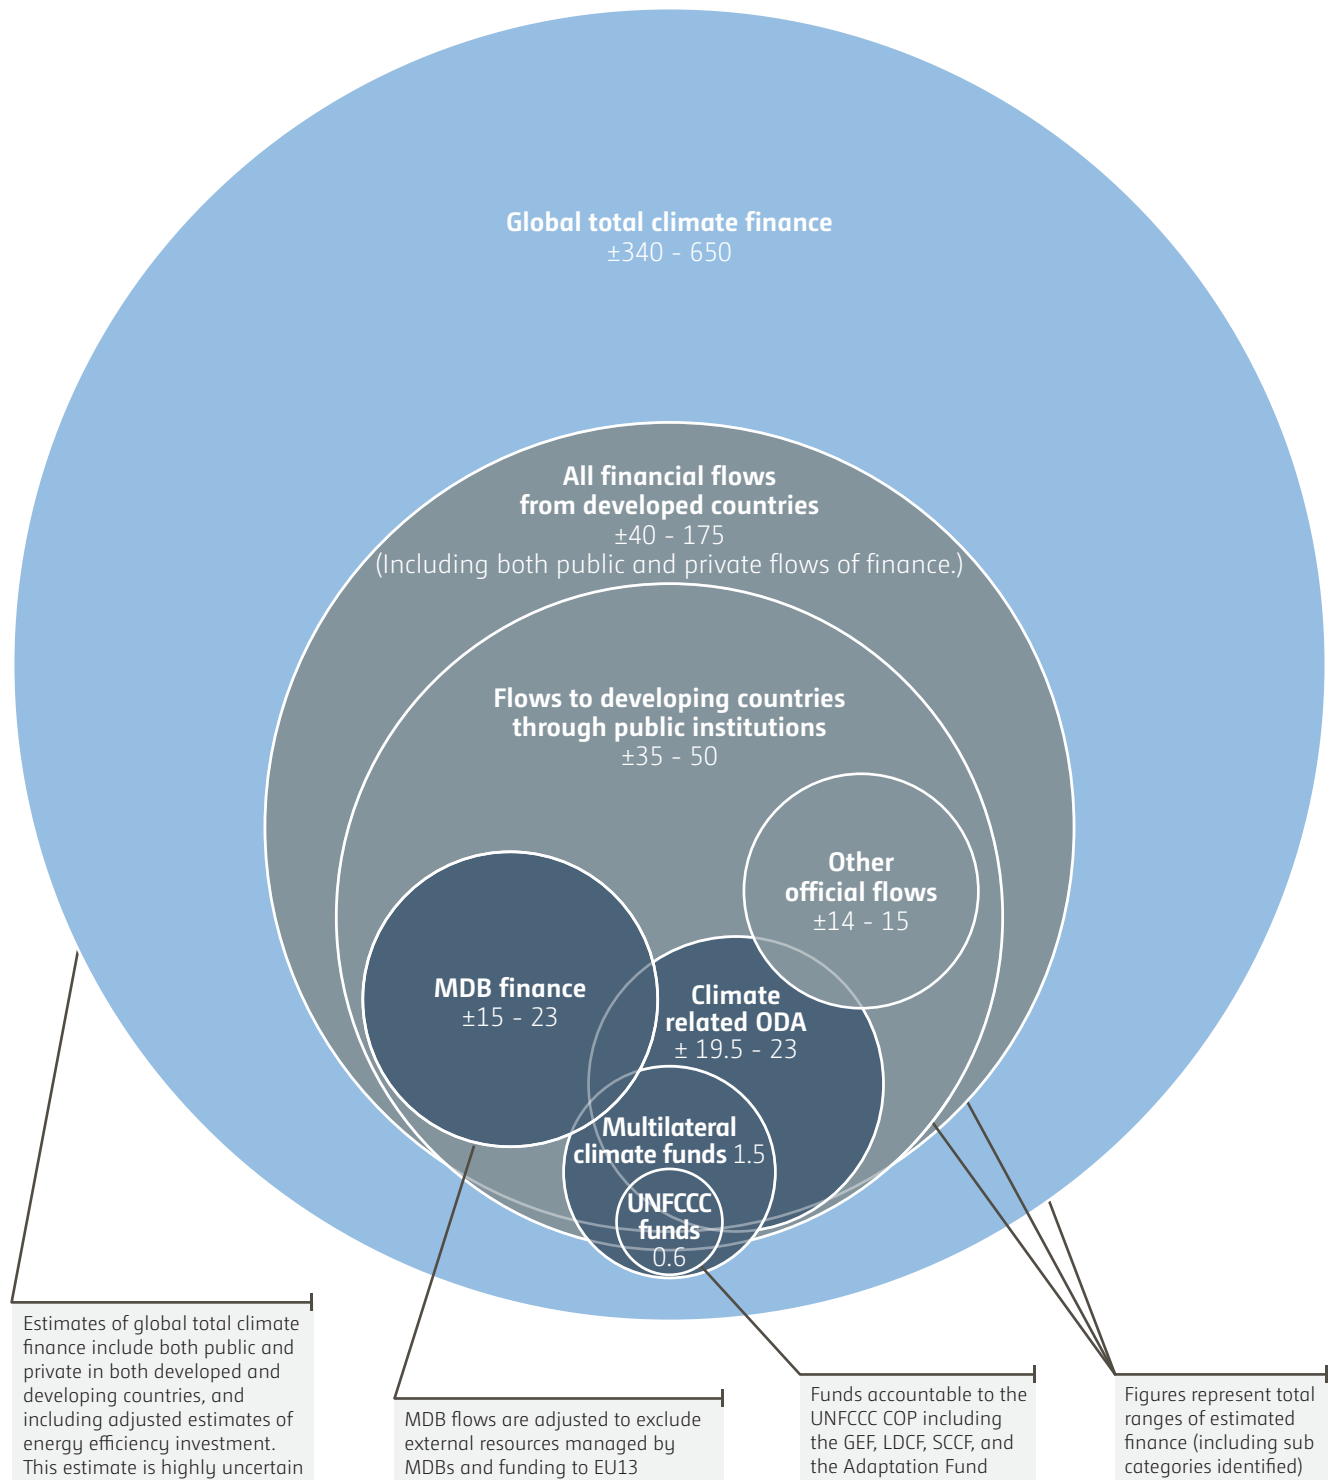 Global total climate finance
±340 - 650
All financial flows
from developed countries
±40 - 175
(Including both public and private flows of finance.)
Flows to developing countries
through public institutions
±35 - 50
Other
official flows
±14 - 15
MDB finance
±15 - 23
Climate
related ODA
± 19.5 - 23
Multilateral
climate funds 1.5
UNFCCC
funds
0.6
Estimates of global total climate
finance include both public and
private in both developed and
developing countries, and
including adjusted estimates of
energy efficiency investment.
This estimate is highly uncertain
MDB flows are adjusted to exclude
external resources managed by
MDBs and funding to EU13
Funds accountable to the
UNFCCC COP including
the GEF, LDCF, SCCF, and
the Adaptation Fund
Figures represent total
ranges of estimated
finance (including sub
categories identified)